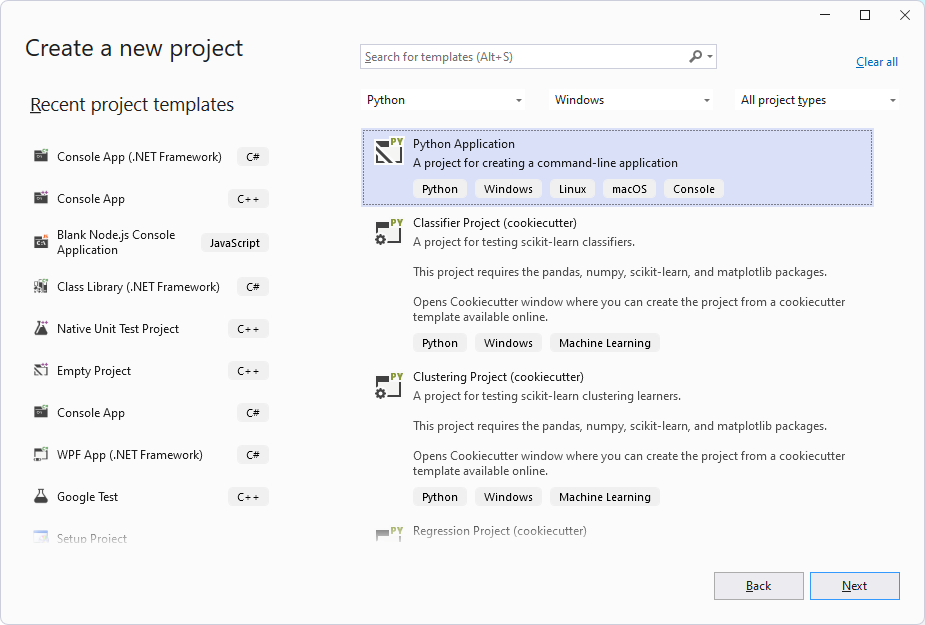 Create a new project
Search for templates (Alt+S)
Clear all
Python
Windows
All project types
Recent project templates
Console App (.NET Framework)
C#
Console App
C++
Blank Node.js Console
Application
JavaScript
Class Library (.NET Framework)
C#
Native Unit Test Project
C++
Empty Project
C++
Console App
C#
WPF App (.NET Framework)
C#
Google Test
C++
Setup Project
PY
Python Application
A project for creating a command-line application
Python
Windows
Linux
macOS
Console
PY
Classifier Project (cookiecutter)
A project for testing scikit-learn classifiers.
This project requires the pandas, numpy, scikit-learn, and matplotlib packages.
Opens Cookiecutter window where you can create the project from a cookiecutter
template available online.
Python
Windows
Machine Learning
PY
Clustering Project (cookiecutter)
A project for testing scikit-learn clustering learners.
This project requires the pandas, numpy, scikit-learn, and matplotlib packages.
Opens Cookiecutter window where you can create the project from a cookiecutter
template available online.
Python
Windows
Machine Learning
PY
Regression Project (cookiecutter)
Back
Next